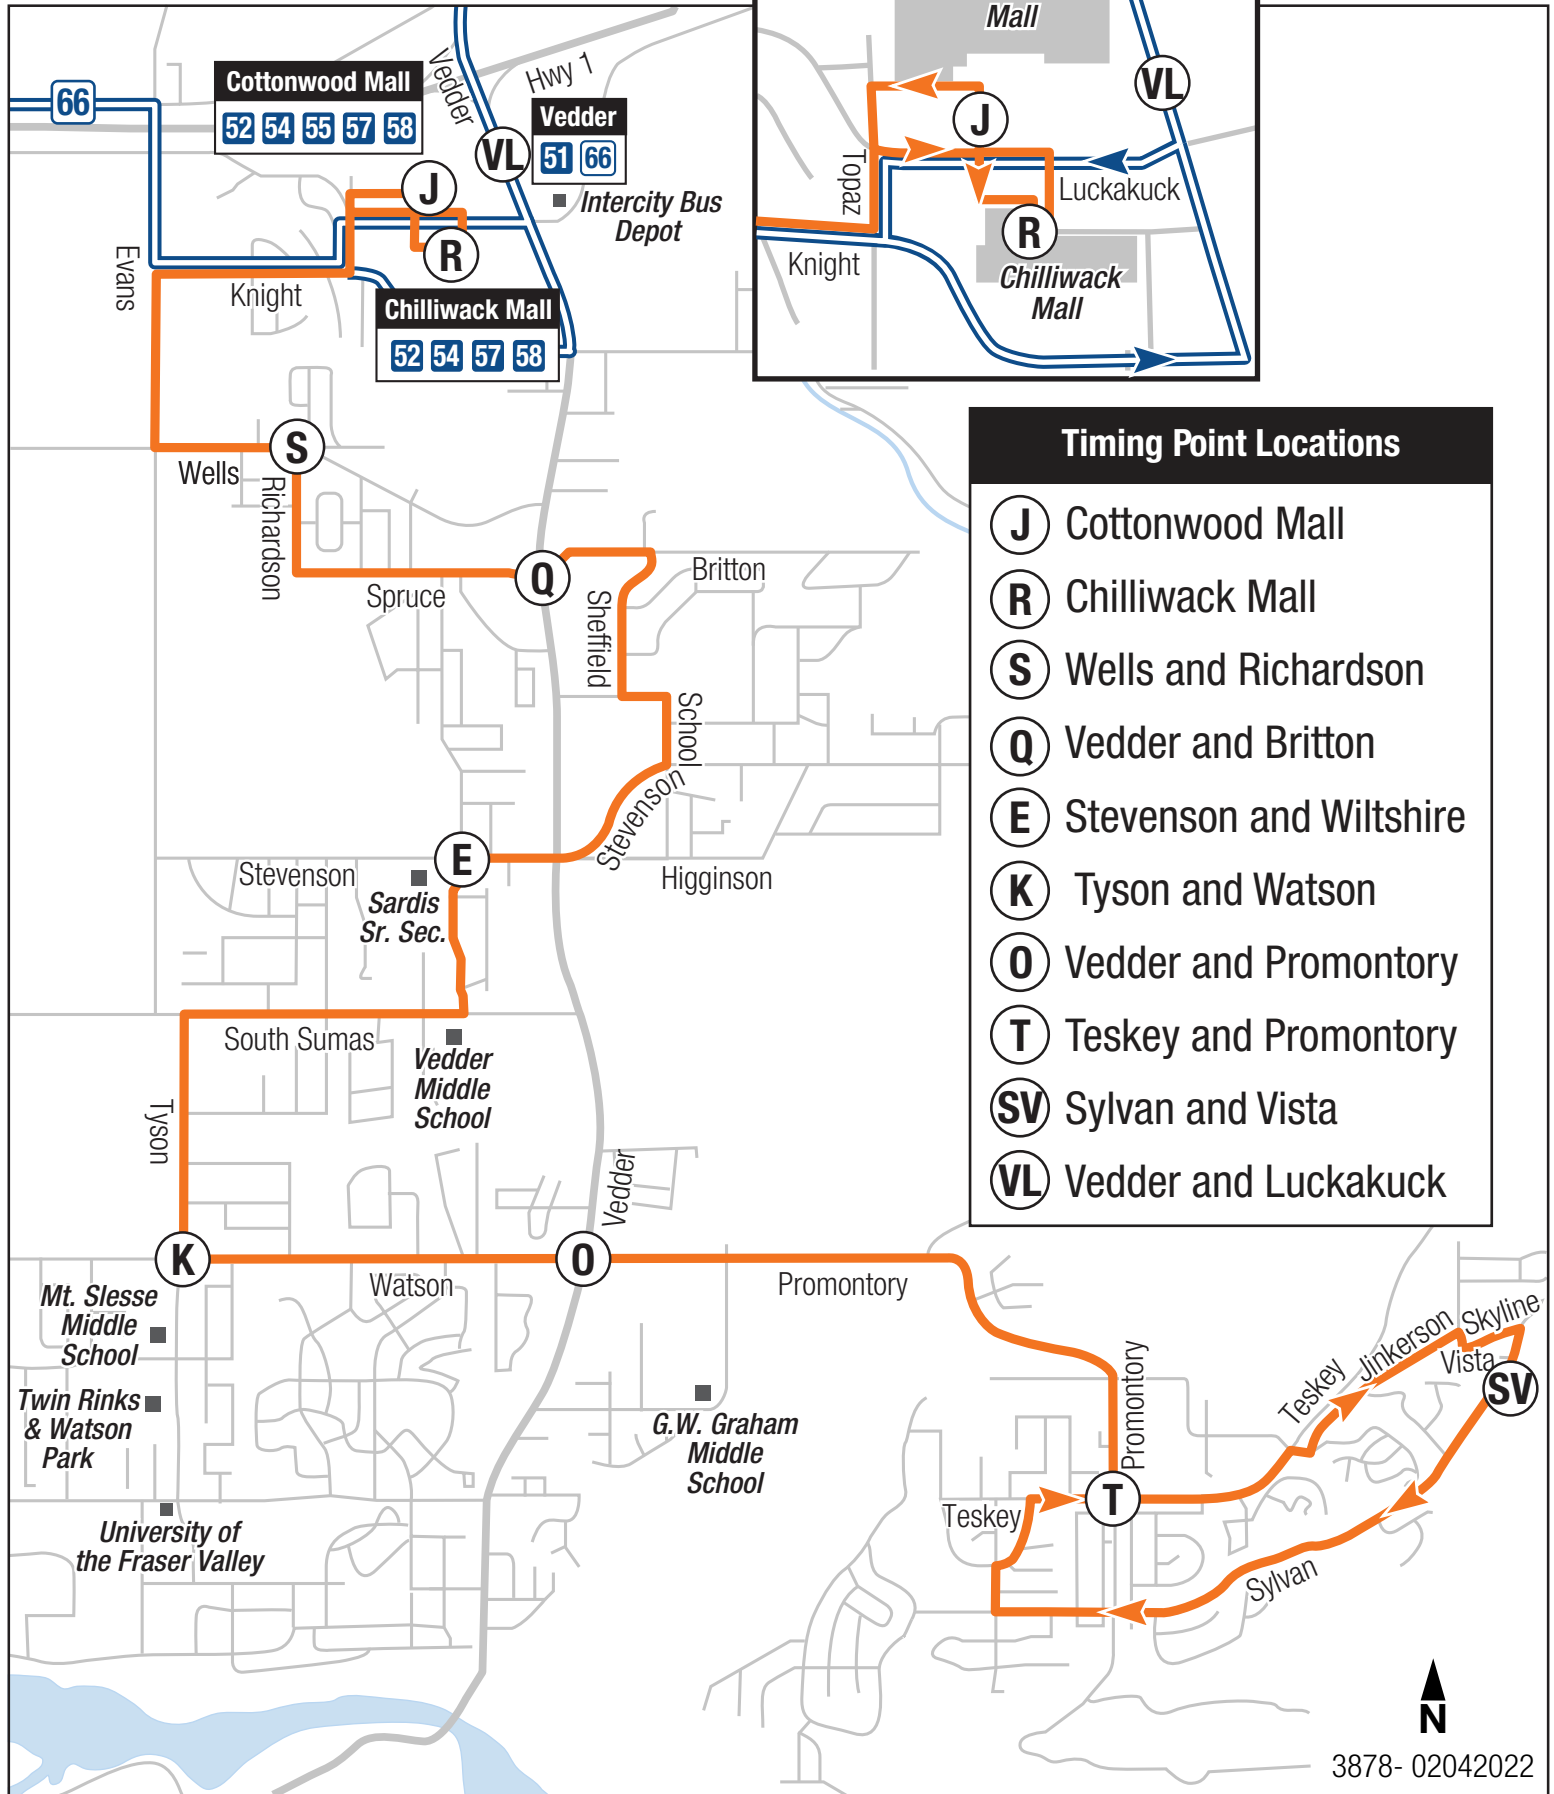 Mall
VL
J
Topaz
Luckakuck
R
Knight
Chilliwack
Mall
66
Cottonwood Mall
52 54 55 57 58
Vedder
Hwy 1
Vedder
51 66
VL
J
Intercity Bus
Depot
R
Evans
Knight
Chilliwack Mall
52 54 57 58
S
Wells
Richardson
Q
Spruce
Britton
Sheffield
School
Stevenson
E
Stevenson
Higginson
Sardis
Sr. Sec.
South Sumas
Vedder
Middle
School
Tyson
Vedder
K
O
Watson
Promontory
Mt. Slesse
Middle
School
Twin Rinks
& Watson
Park
G.W. Graham
Middle
School
University of
the Fraser Valley
Promontory
Teskey
Jinkerson
Skyline
Vista
SV
T
Teskey
Sylvan
Timing Point Locations
J Cottonwood Mall
R Chilliwack Mall
S Wells and Richardson
Q Vedder and Britton
E Stevenson and Wiltshire
K Tyson and Watson
O Vedder and Promontory
T Teskey and Promontory
SV Sylvan and Vista
VL Vedder and Luckakuck
N
3878- 02042022